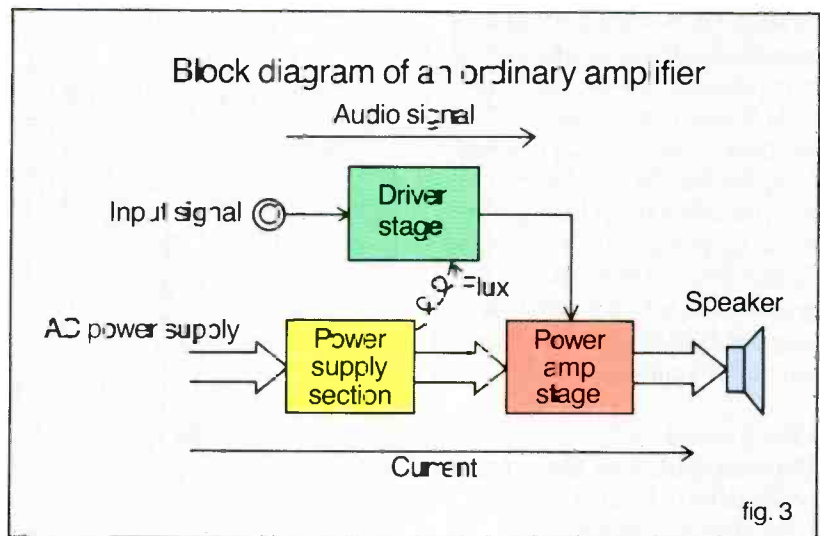 Block diagram of an ordinary amplifier
Audio signal
Input signal
Driver
stage
Flux
Speaker
AC power supply
Power
supply
section
Power
amp
stage
Current
fig. 3